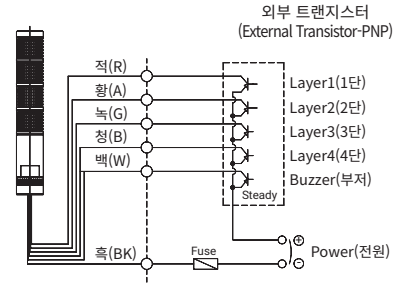 외부 트랜지스터
(External Transistor-PNP)
적(R)
황(A)
녹(G)
청(B)
백(W)
흑(BK)
Layer1(1단)
Layer2(2단)
Layer3(3단)
Layer4(4단)
Buzzer(부저)
Steady
Fuse
Power(전원)